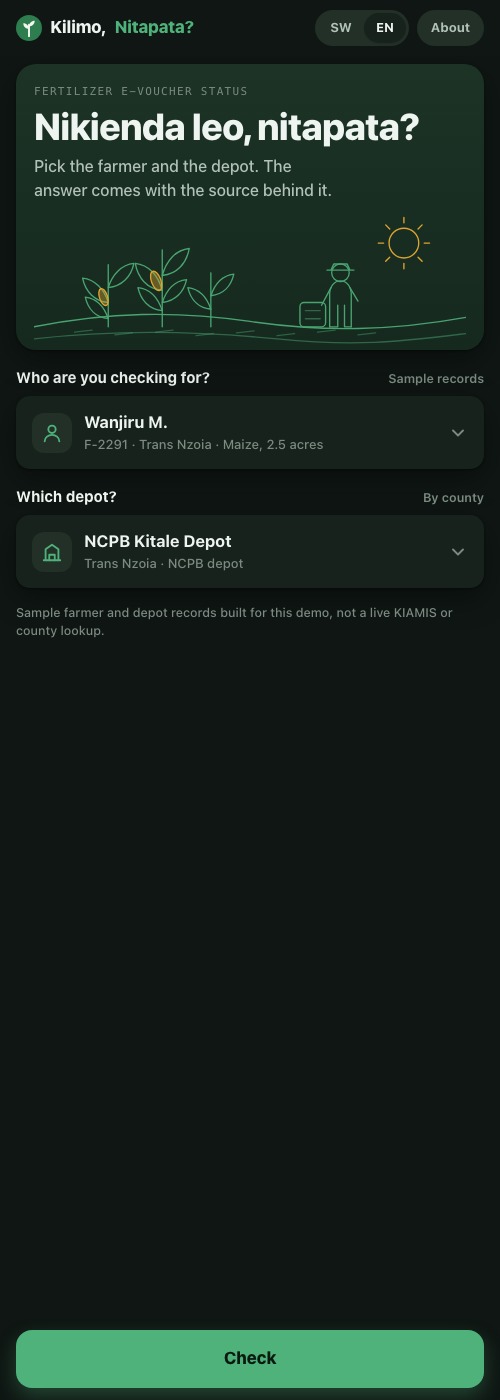 Kilimo, Nitapata?
SW EN About
FERTILIZER E-VOUCHER STATUS
Nikienda leo, nitapata?
Pick the farmer and the depot. The
answer comes with the source behind it.
Who are you checking for? Sample records
Wanjiru M.
F-2291 · Trans Nzoia · Maize, 2.5 acres
Which depot? By county
NCPB Kitale Depot
Trans Nzoia · NCPB depot
Sample farmer and depot records built for this demo, not a live KIAMIS or
county lookup.
Check